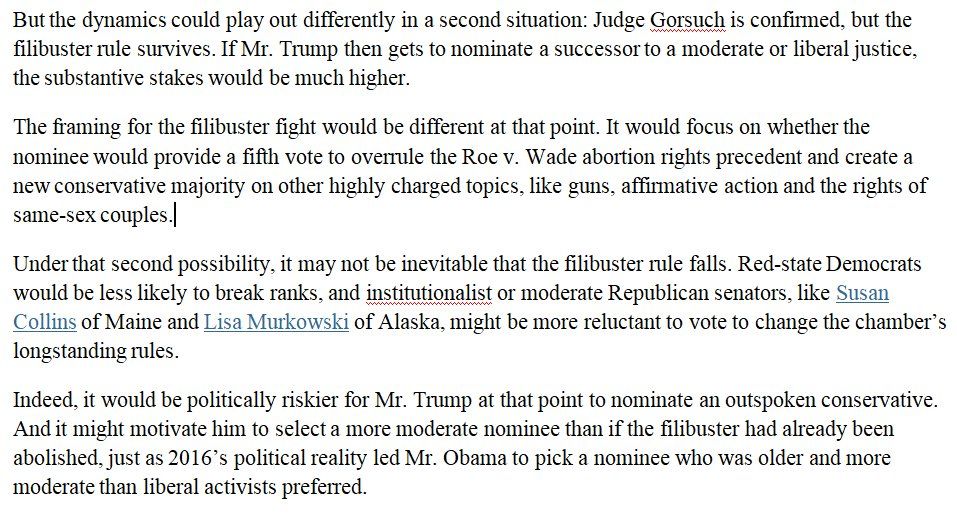 But the dynamics could play out differently in a second situation: Judge Gorsuch is confirmed, but the
filibuster rule survives. If Mr. Trump then gets to nominate a successor to a moderate or liberal justice,
the substantive stakes would be much higher.
The framing for the filibuster fight would be different at that point. It would focus on whether the
nominee would provide a fifth vote to overrule the Roe v. Wade abortion rights precedent and create a
new conservative majority on other highly charged topics, like guns, affirmative action and the rights of
same-sex couples.
Under that second possibility, it may not be inevitable that the filibuster rule falls. Red-state Democrats
would be less likely to break ranks, and institutionalist or moderate Republican senators, like Susan
Collins of Maine and Lisa Murkowski of Alaska, might be more reluctant to vote to change the chamber’s
longstanding rules.
Indeed, it would be politically riskier for Mr. Trump at that point to nominate an outspoken conservative.
And it might motivate him to select a more moderate nominee than if the filibuster had already been
abolished, just as 2016’s political reality led Mr. Obama to pick a nominee who was older and more
moderate than liberal activists preferred.